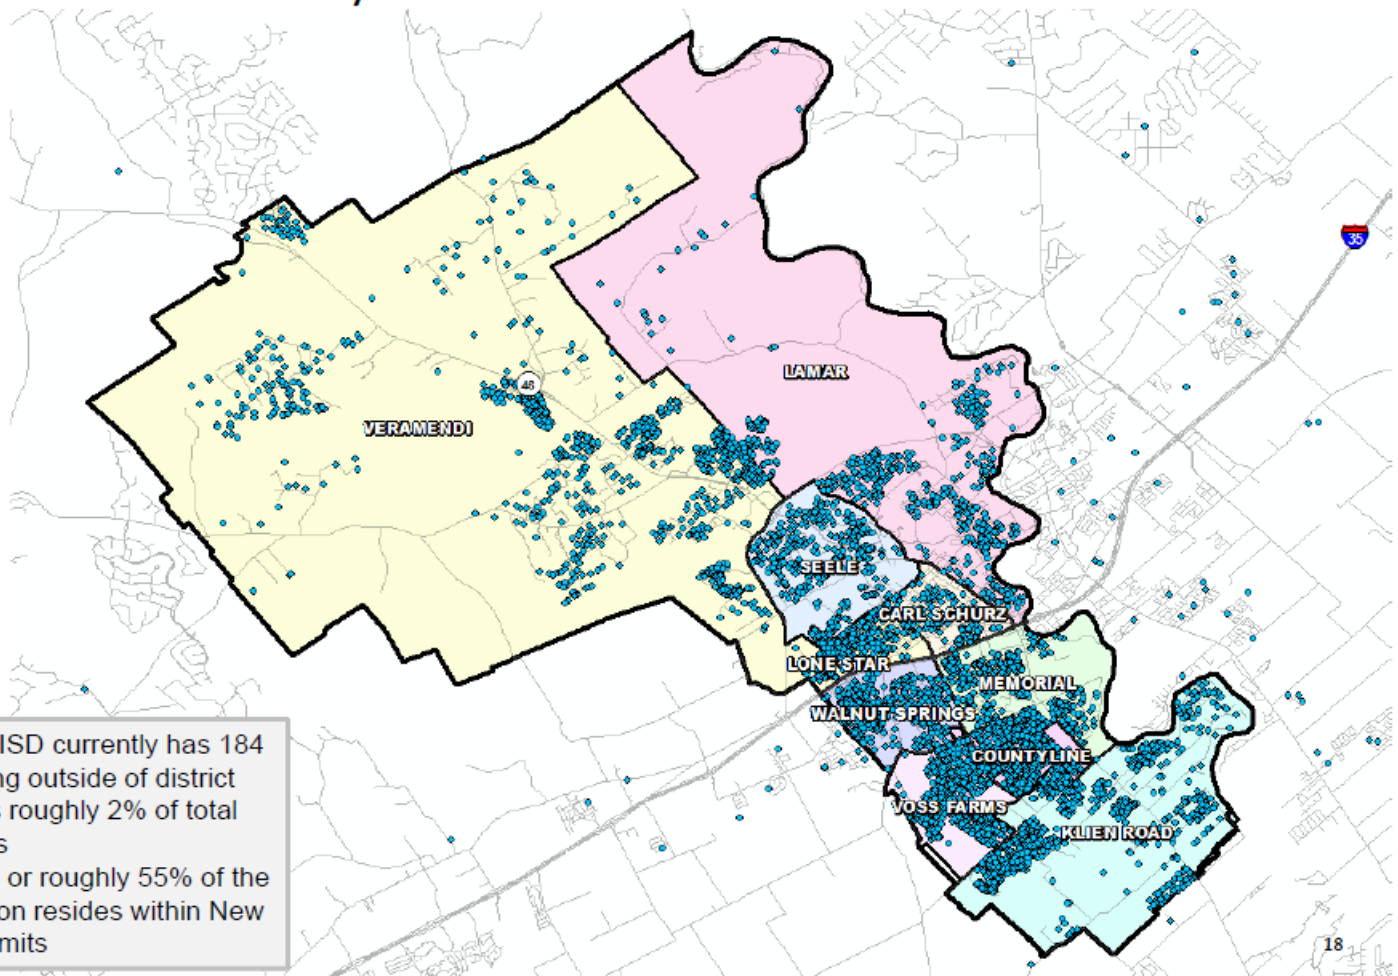 35
LAMAR
46
VERAMENDI
SEELE
CARL SCHURZ
LONE STAR
MEMORIAL
WALNUT SPRINGS
COUNTYLINE
VOSS FARMS
KLIEN ROAD
ISD currently has 184
ng outside of district
s roughly 2% of total
s
or roughly 55% of the
on resides within New
mits
18